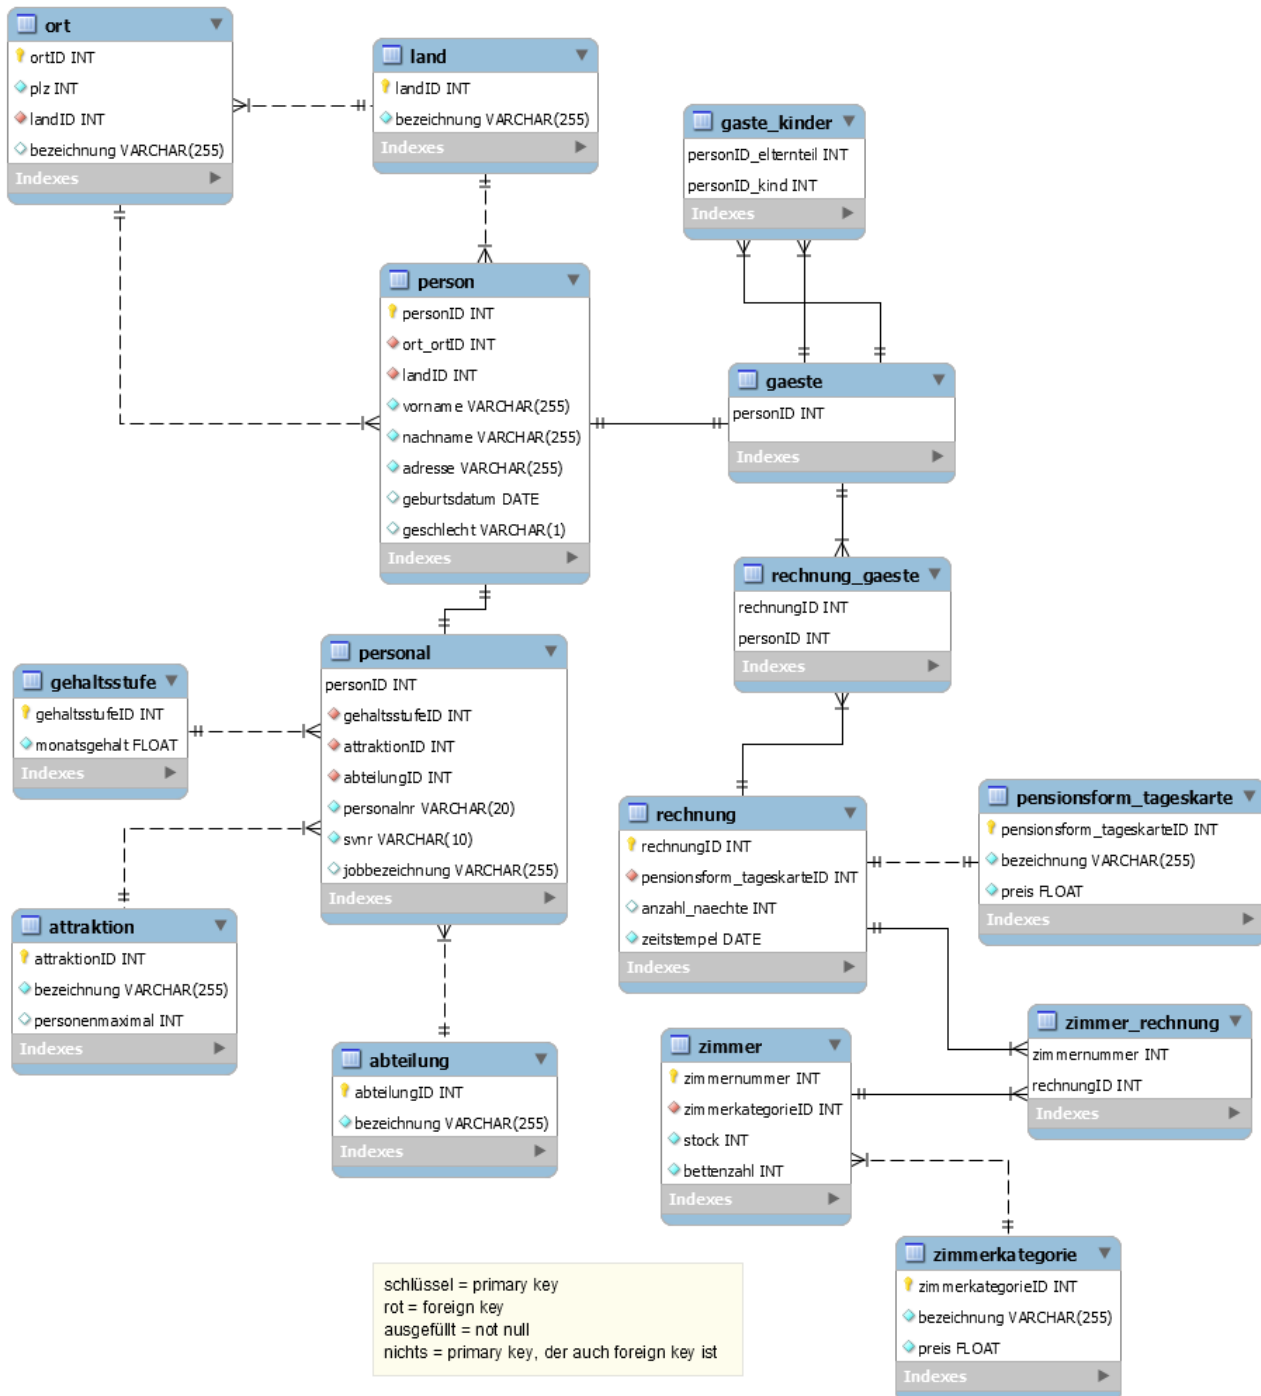 ort
ortID INT
plz INT
landID INT
bezeichnung VARCHAR(255)
Indexes
land
landID INT
bezeichnung VARCHAR(255)
Indexes
gaste_kinder
personID_elternteil INT
personID_kind INT
Indexes
person
personID INT
ort_ortID INT
landID INT
vorname VARCHAR(255)
nachname VARCHAR(255)
adresse VARCHAR(255)
geburtsdatum DATE
geschlecht VARCHAR(1)
Indexes
gaeste
personID INT
Indexes
rechnung_gaeste
rechnungID INT
personID INT
Indexes
personal
personID INT
gehaltsstufeID INT
attraktionID INT
abteilungID INT
personalnr VARCHAR(20)
svnr VARCHAR(10)
jobbezeichnung VARCHAR(255)
Indexes
gehaltsstufe
gehaltsstufeID INT
monatsgehalt FLOAT
Indexes
attraktion
attraktionID INT
bezeichnung VARCHAR(255)
personenmaximal INT
Indexes
abteilung
abteilungID INT
bezeichnung VARCHAR(255)
Indexes
rechnung
rechnungID INT
pensionsform_tageskarteID INT
anzahl_naechte INT
zeitstempel DATE
Indexes
pensionsform_tageskarte
pensionsform_tageskarteID INT
bezeichnung VARCHAR(255)
preis FLOAT
Indexes
zimmer_rechnung
zimmernummer INT
rechnungID INT
Indexes
zimmer
zimmernummer INT
zimmerkategorieID INT
stock INT
bettenzahl INT
Indexes
zimmerkategorie
zimmerkategorieID INT
bezeichnung VARCHAR(255)
preis FLOAT
Indexes
schlüssel = primary key
rot = foreign key
ausgefüllt = not null
nichts = primary key, der auch foreign key ist